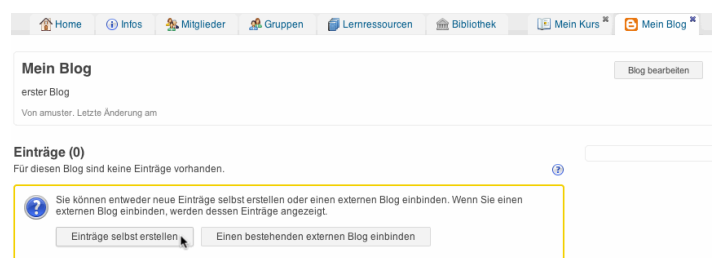 Home Infos Mitglieder Gruppen Lernressourcen Bibliothek Mein Kurs × Mein Blog ×
Mein Blog
Blog bearbeiten
erster Blog
Von amuster. Letzte Änderung am
Einträge (0)
Für diesen Blog sind keine Einträge vorhanden.
Sie können entweder neue Einträge selbst erstellen oder einen externen Blog einbinden. Wenn Sie einen
externen Blog einbinden, werden dessen Einträge angezeigt.
Einträge selbst erstellen Einen bestehenden externen Blog einbinden